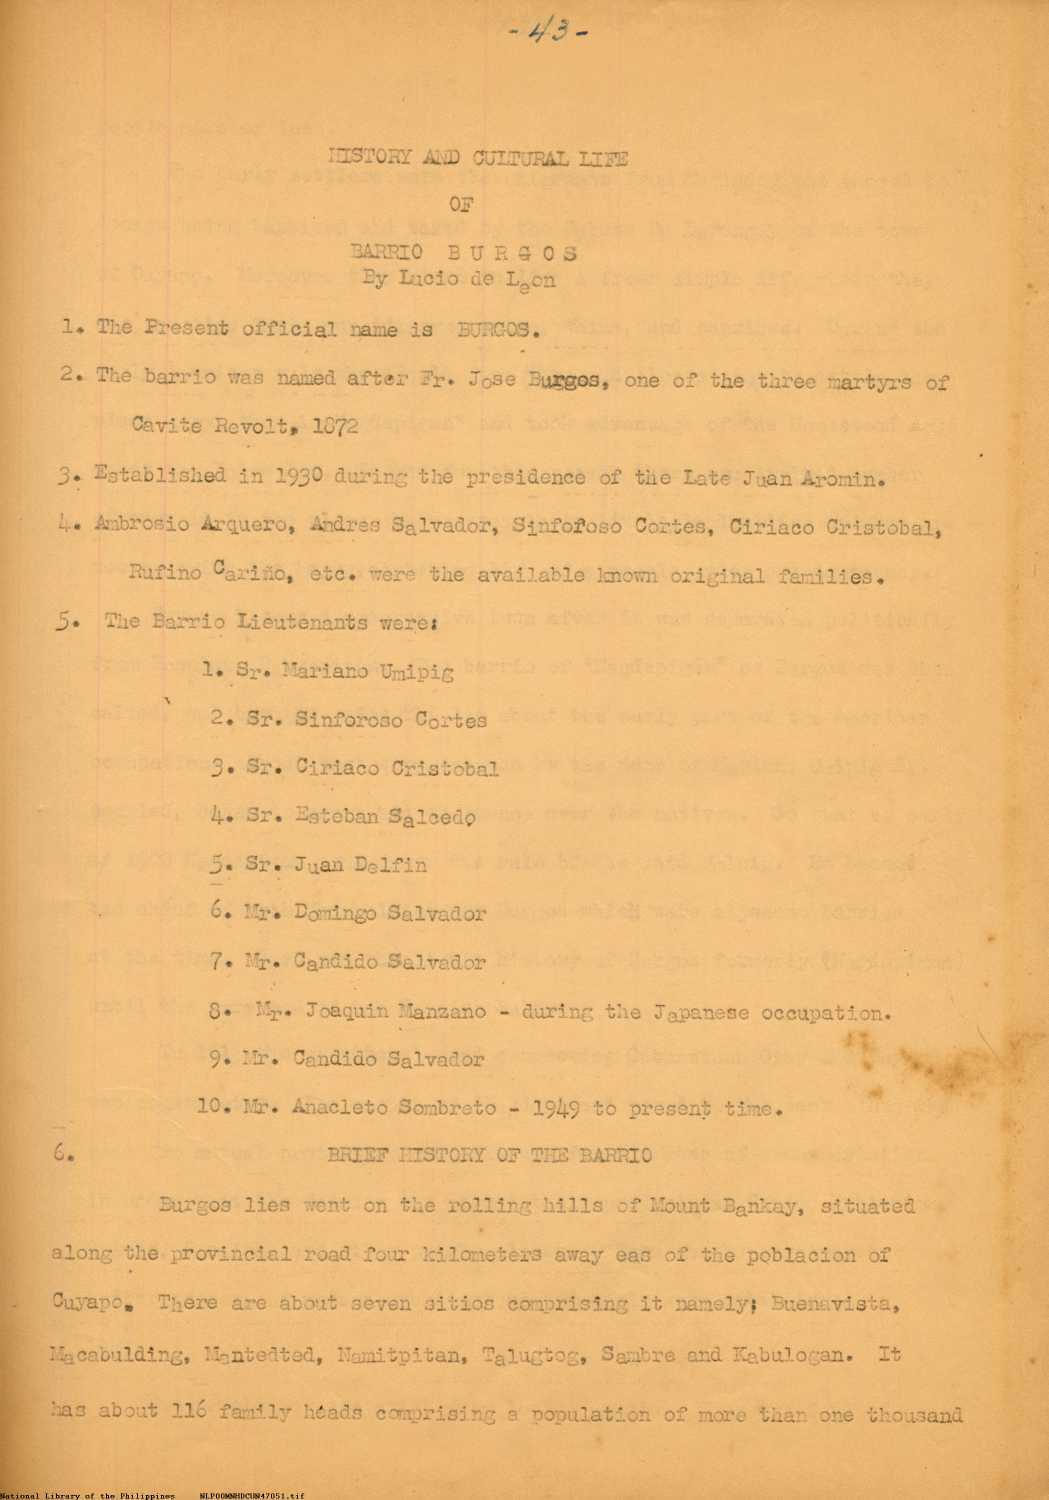 - 43 -
HISTORY AND CULTURAL LIFE
OF
BARRIO B U R G O S
By Lucio de Leon
1. The Present official name is BURGOS.
2. The barrio was named after Fr. Jose Burgos, one of the three martyrs of
Cavite Revolt, 1872
3. Established in 1930 during the presidence of the Late Juan Aromin.
4. Ambrosio Arquero, Andres Salvador, Sinfofoso Cortes, Ciriaco Cristobal,
Rufino Cariño, etc. were the available known original families.
5. The Barrio Lieutenants were:
1. Sr. Mariano Umipig
2. Sr. Sinforoso Cortes
3. Sr. Ciriaco Cristobal
4. Sr. Esteban Salcedo
5. Sr. Juan Delfin
6. Mr. Domingo Salvador
7. Mr. Candido Salvador
8. Mr. Joaquin Manzano - during the Japanese occupation.
9. Mr. Candido Salvador
10. Mr. Anacleto Sombreto - 1949 to present time.
6. BRIEF HISTORY OF THE BARRIO
Burgos lies went on the rolling hills of Mount Bankay, situated
along the provincial road four kilometers away eas of the poblacion of
Cuyapo. There are about seven sitios comprising it namely; Buenavista,
Macabulding, Mantedted, Namitpitan, Talugtog, Sambre and Kabulogan. It
has about 116 family heads comprising a population of more than one thousand
National Library of the Philippines NLP00MNHDCUN47051.tif